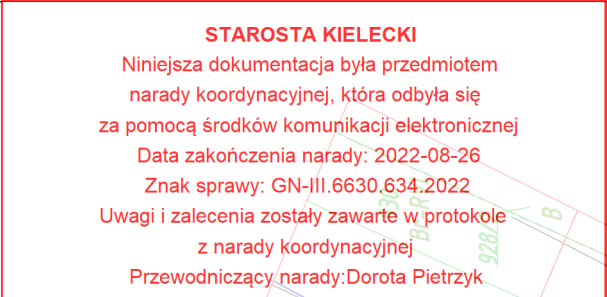 STAROSTA KIELECKI
Niniejsza dokumentacja była przedmiotem
narady koordynacyjnej, która odbyła się
za pomocą środków komunikacji elektronicznej
Data zakończenia narady: 2022-08-26
Znak sprawy: GN-III.6630.634.2022
Uwagi i zalecenia zostały zawarte w protokole
z narady koordynacyjnej
Przewodniczący narady:Dorota Pietrzyk
B